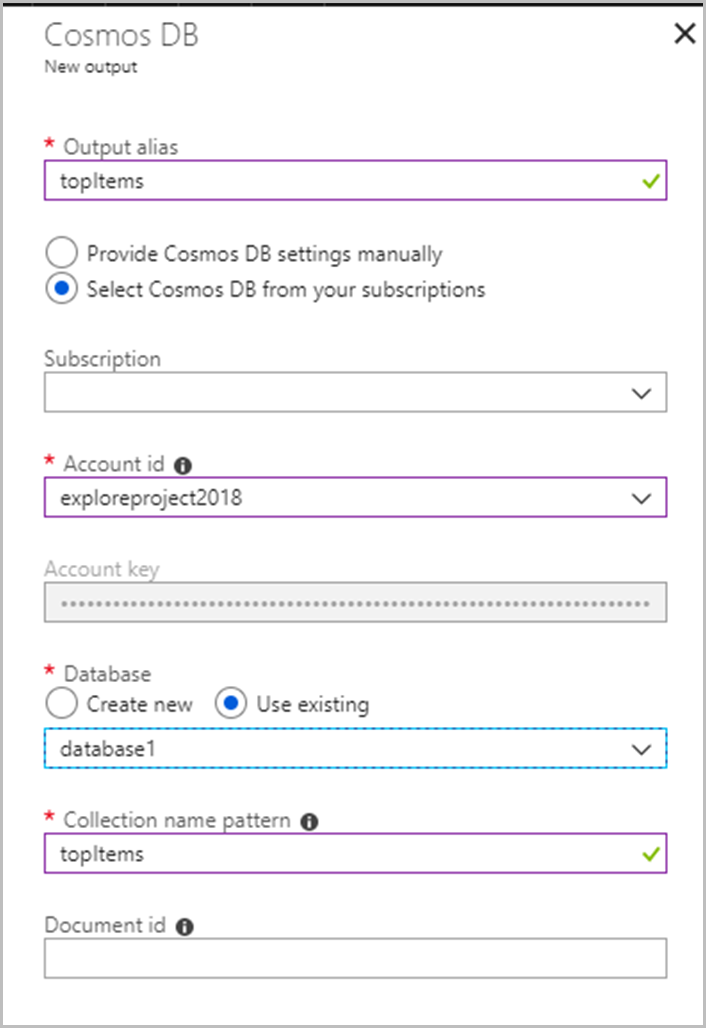 Cosmos DB
New output
* Output alias
topItems
Provide Cosmos DB settings manually
Select Cosmos DB from your subscriptions
Subscription
* Account id
exploreproject2018
Account key
* Database
Create new Use existing
database1
* Collection name pattern
topItems
Document id